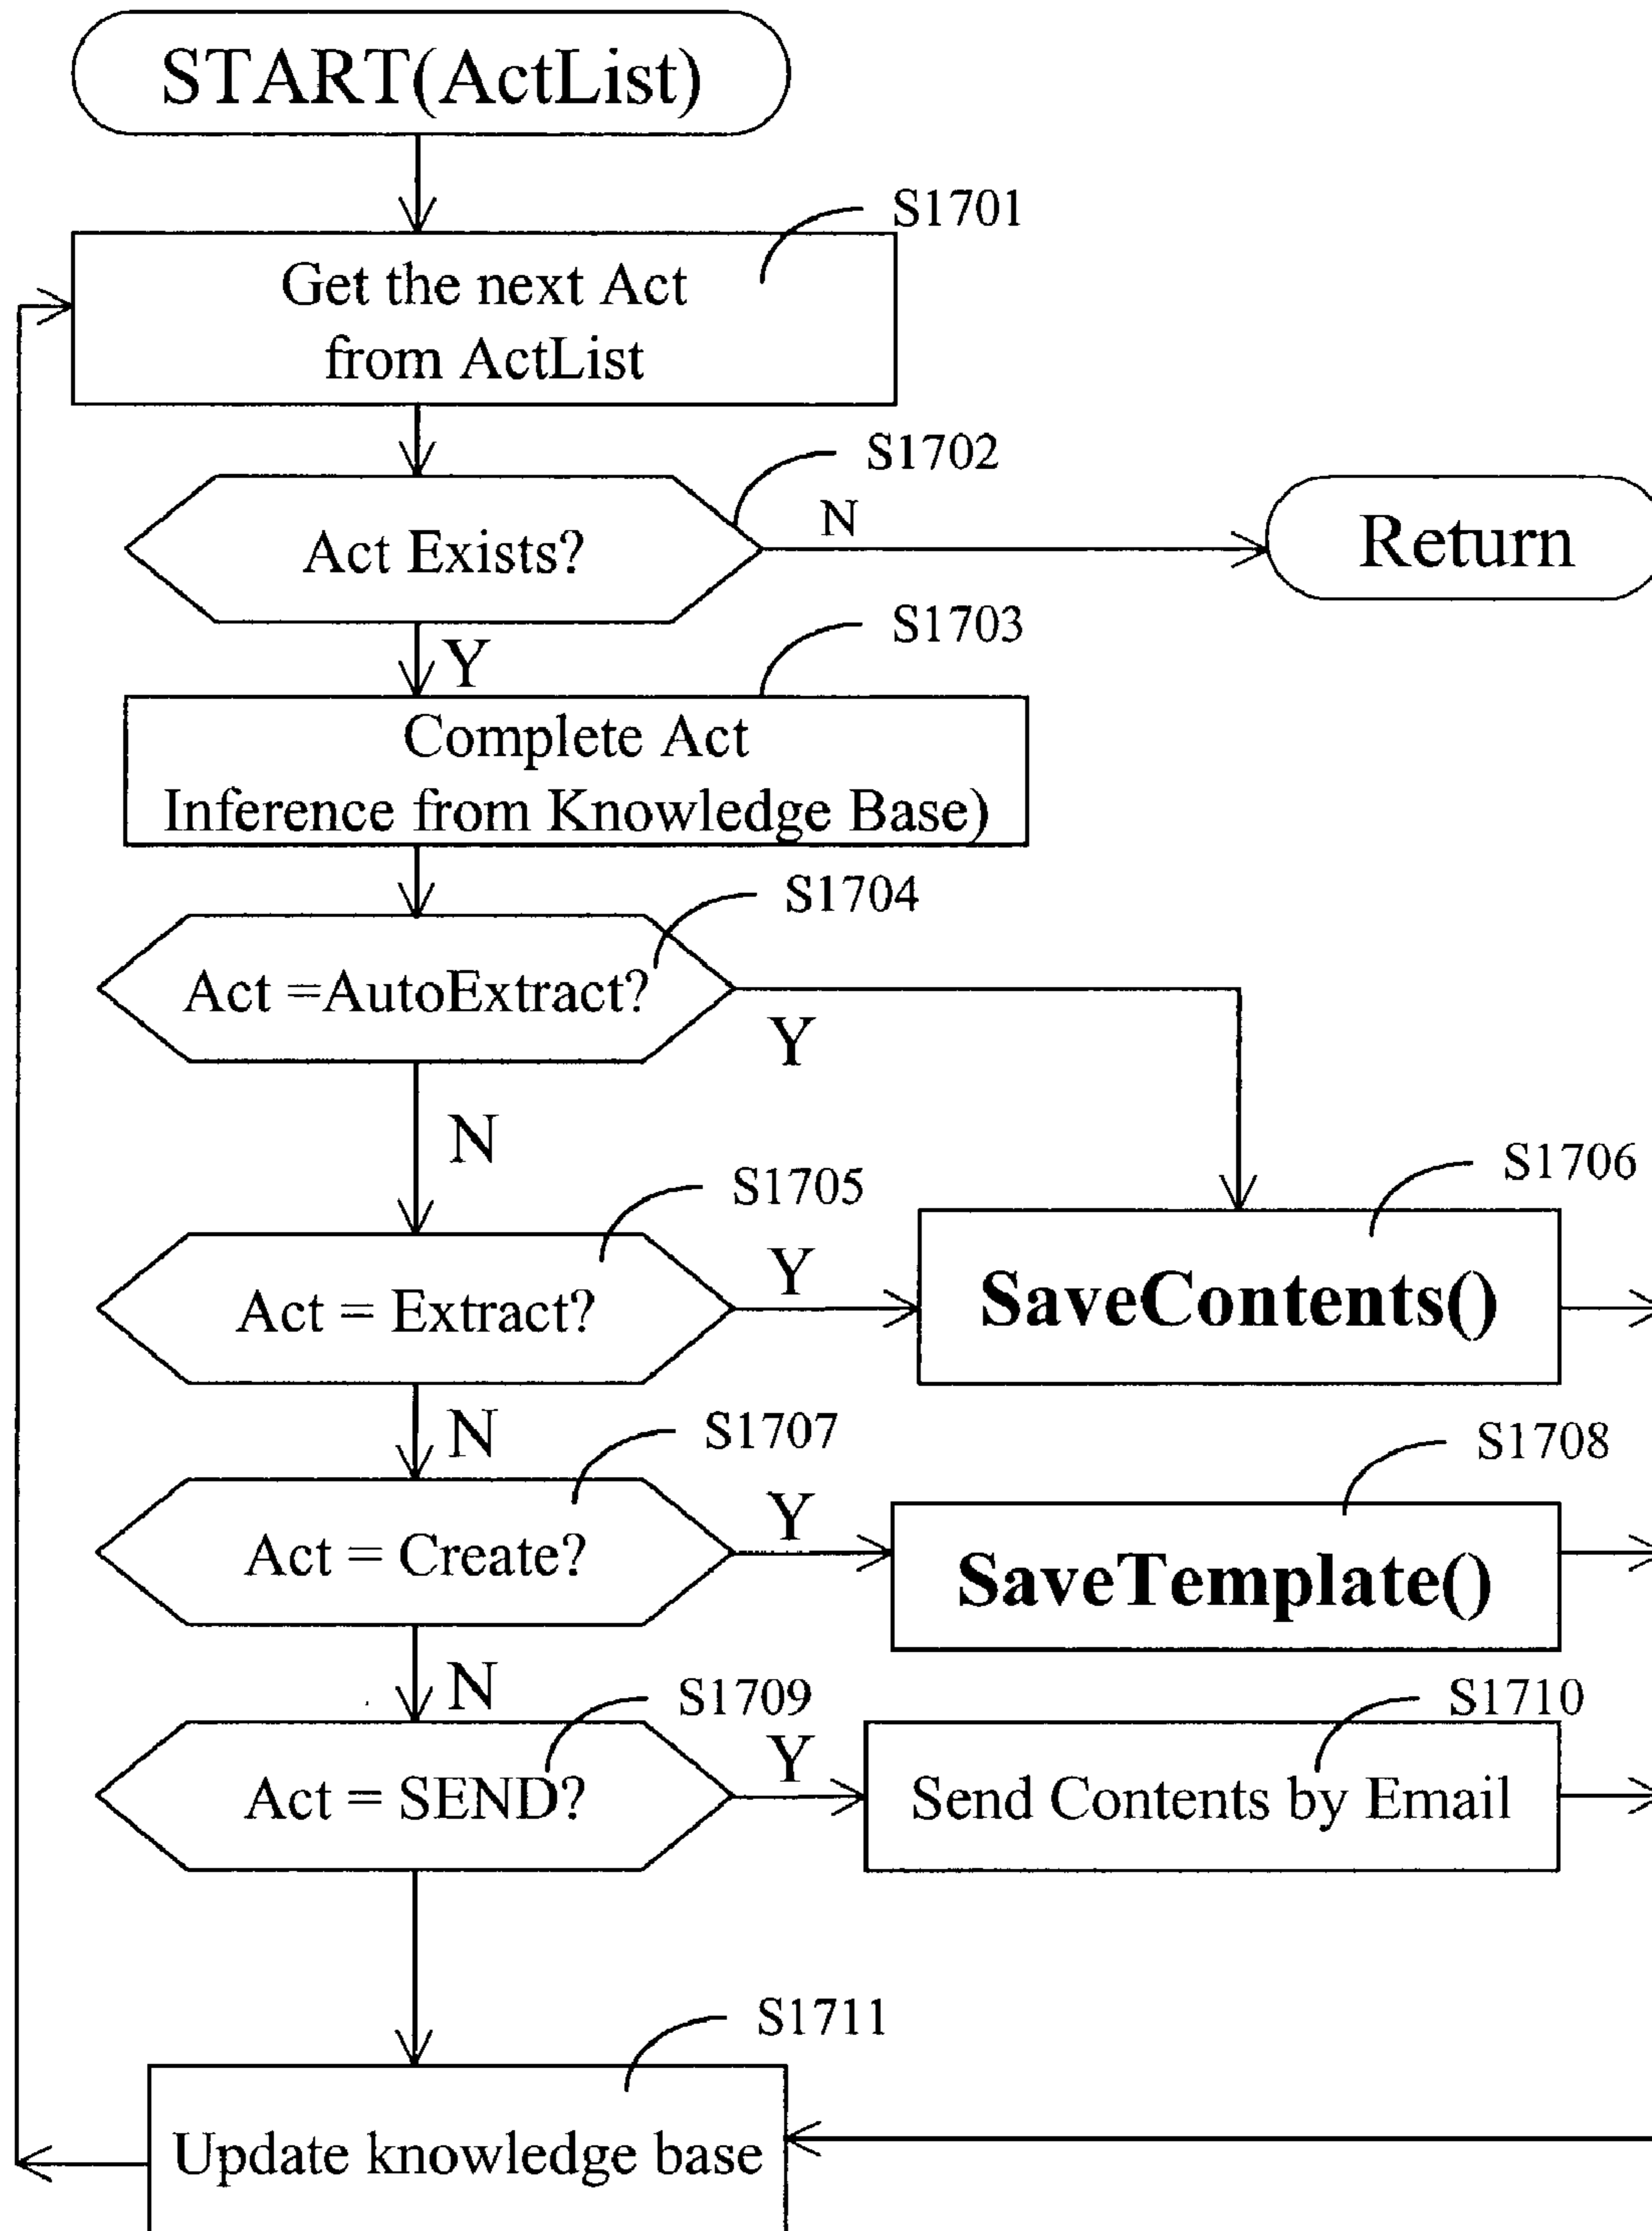 START(ActList)
S1701
Get the next Act
from ActList
S1702
Act Exists?
N
Return
Y
S1703
Complete Act
Inference from Knowledge Base)
S1704
Act =AutoExtract?
Y
N
S1705
S1706
Act = Extract?
Y
SaveContents()
N
S1707
S1708
Act = Create?
Y
SaveTemplate()
N
S1709
S1710
Act = SEND?
Y
Send Contents by Email
S1711
Update knowledge base